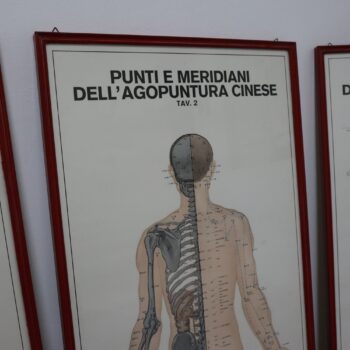 PUNTI E MERIDIANI
DELL'AGOPUNTURA CINESE
TAV. 2
D